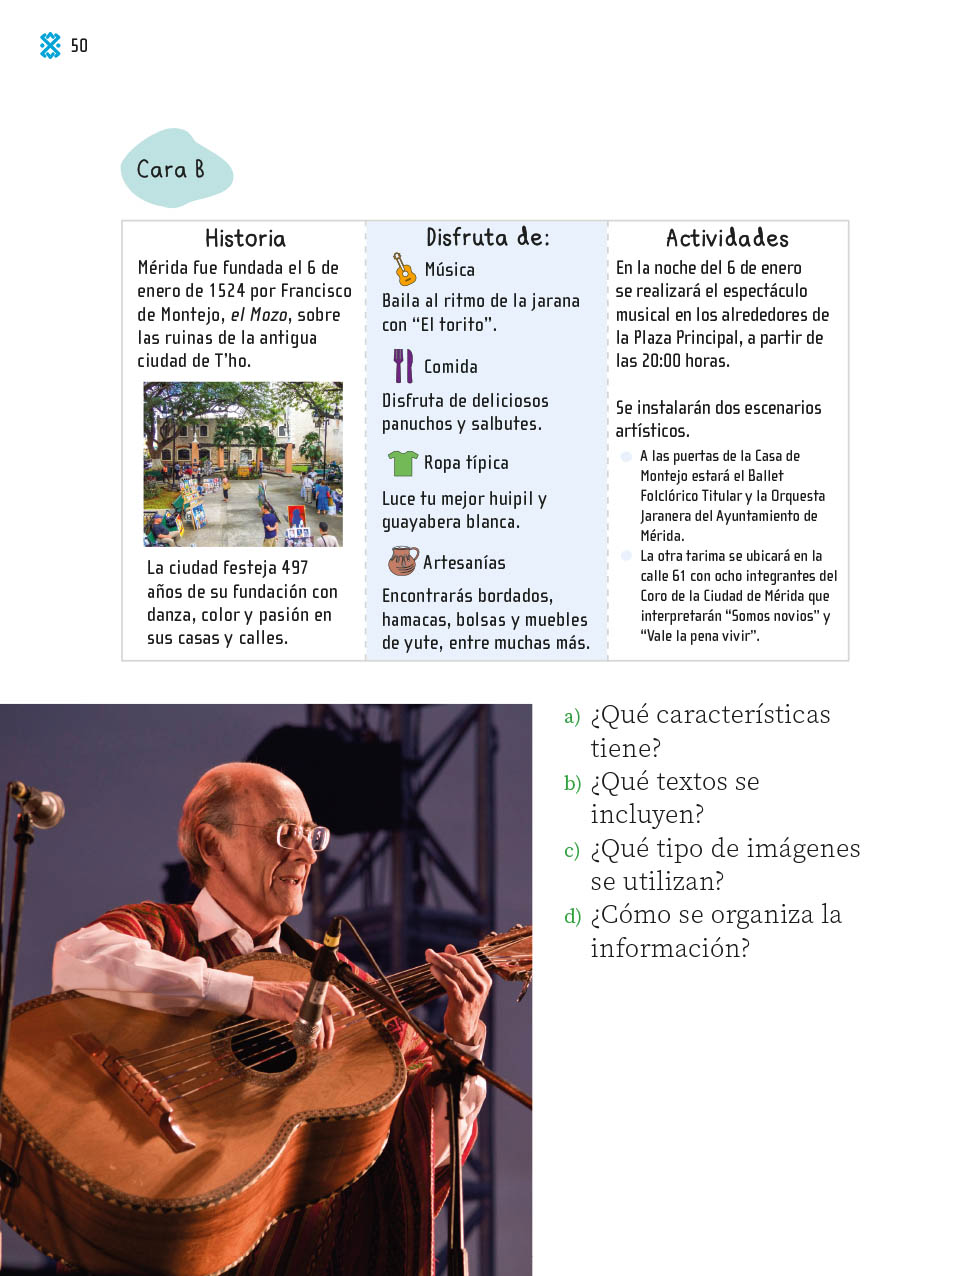 50
Cara B
Historia
Mérida fue fundada el 6 de
enero de 1524 por Francisco
de Montejo, el Mozo, sobre
las ruinas de la antigua
ciudad de T’ho.
La ciudad festeja 497
años de su fundación con
danza, color y pasión en
sus casas y calles.
Disfruta de:
Música
Baila al ritmo de la jarana
con “El torito”.
Comida
Disfruta de deliciosos
panuchos y salbutes.
Ropa típica
Luce tu mejor huipil y
guayabera blanca.
Artesanías
Encontrarás bordados,
hamacas, bolsas y muebles
de yute, entre muchas más.
Actividades
En la noche del 6 de enero
se realizará el espectáculo
musical en los alrededores de
la Plaza Principal, a partir de
las 20:00 horas.
Se instalarán dos escenarios
artísticos.
A las puertas de la Casa de
Montejo estará el Ballet
Folclórico Titular y la Orquesta
Jaranera del Ayuntamiento de
Mérida.
La otra tarima se ubicará en la
calle 61 con ocho integrantes del
Coro de la Ciudad de Mérida que
interpretarán “Somos novios” y
“Vale la pena vivir”.
a) ¿Qué características
tiene?
b) ¿Qué textos se
incluyen?
c) ¿Qué tipo de imágenes
se utilizan?
d) ¿Cómo se organiza la
información?